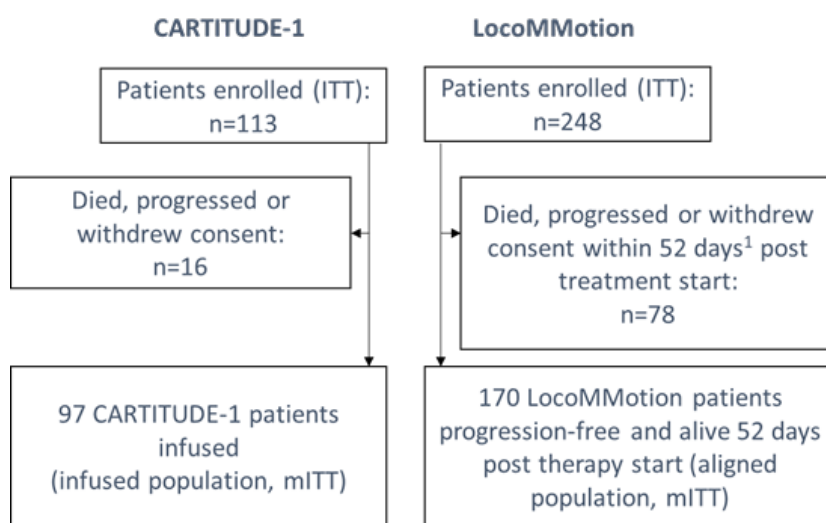 CARTITUDE-1
Patients enrolled (ITT):
n=113
Died, progressed or
withdrew consent:
n=16
97 CARTITUDE-1 patients
infused
(infused population, mITT)
LocoMMotion
Patients enrolled (ITT):
n=248
Died, progressed or withdrew
consent within 52 days¹ post
treatment start:
n=78
170 LocoMMotion patients
progression-free and alive 52 days
post therapy start (aligned
population, mITT)